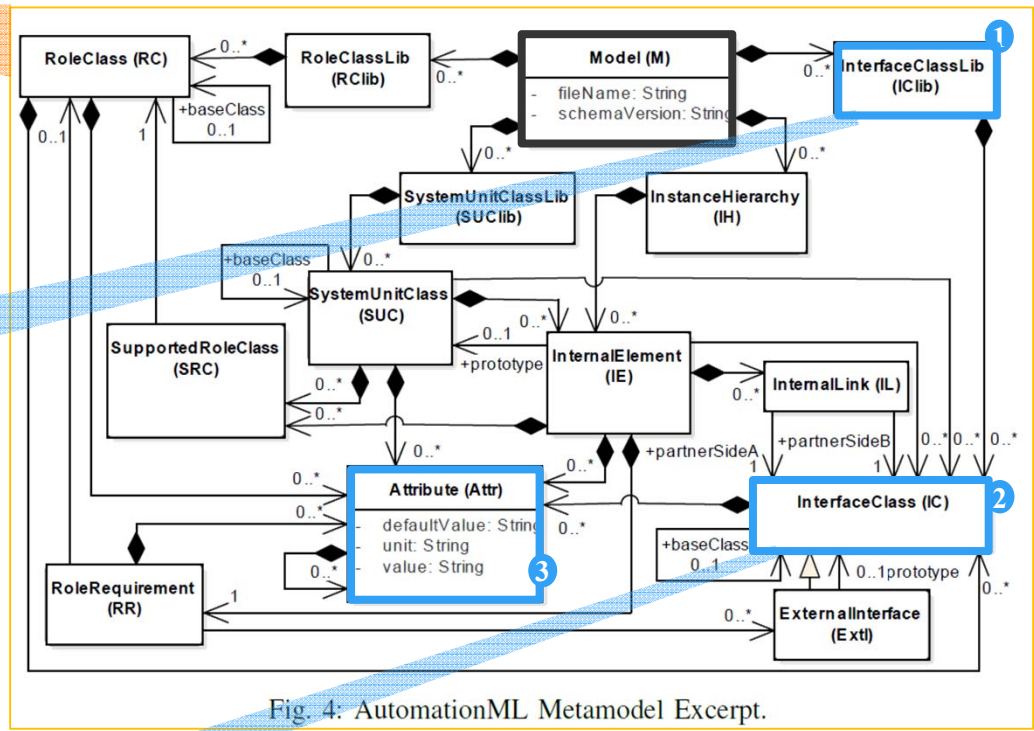 1
RoleClass (RC)
0..*
RoleClassLib
(RClib)
0..*
Model (M)
- fileName: String
- schemaVersion: String
0..*
InterfaceClassLib
(IClib)
+baseClass
0..1
0..1
1
0..*
0..*
SystemUnitClassLib
(SUClib)
InstanceHierarchy
(IH)
+baseClass
0..1
0..*
SystemUnitClass
(SUC)
0..*
0..*
0..1
+prototype
SupportedRoleClass
(SRC)
InternalElement
(IE)
InternalLink (IL)
0..*
0..*
0..*
0..*
+partnerSideA
1
+partnerSideB
1
0..*
0..*
0..*
0..*
0..*
Attribute (Attr)
- defaultValue: String
- unit: String
- value: String
3
0..*
0..*
0..*
0..*
InterfaceClass (IC)
2
+baseClass
0..1
0..1prototype
0..*
RoleRequirement
(RR)
1
0..*
ExternalInterface
(ExtI)
Fig. 4: AutomationML Metamodel Excerpt.